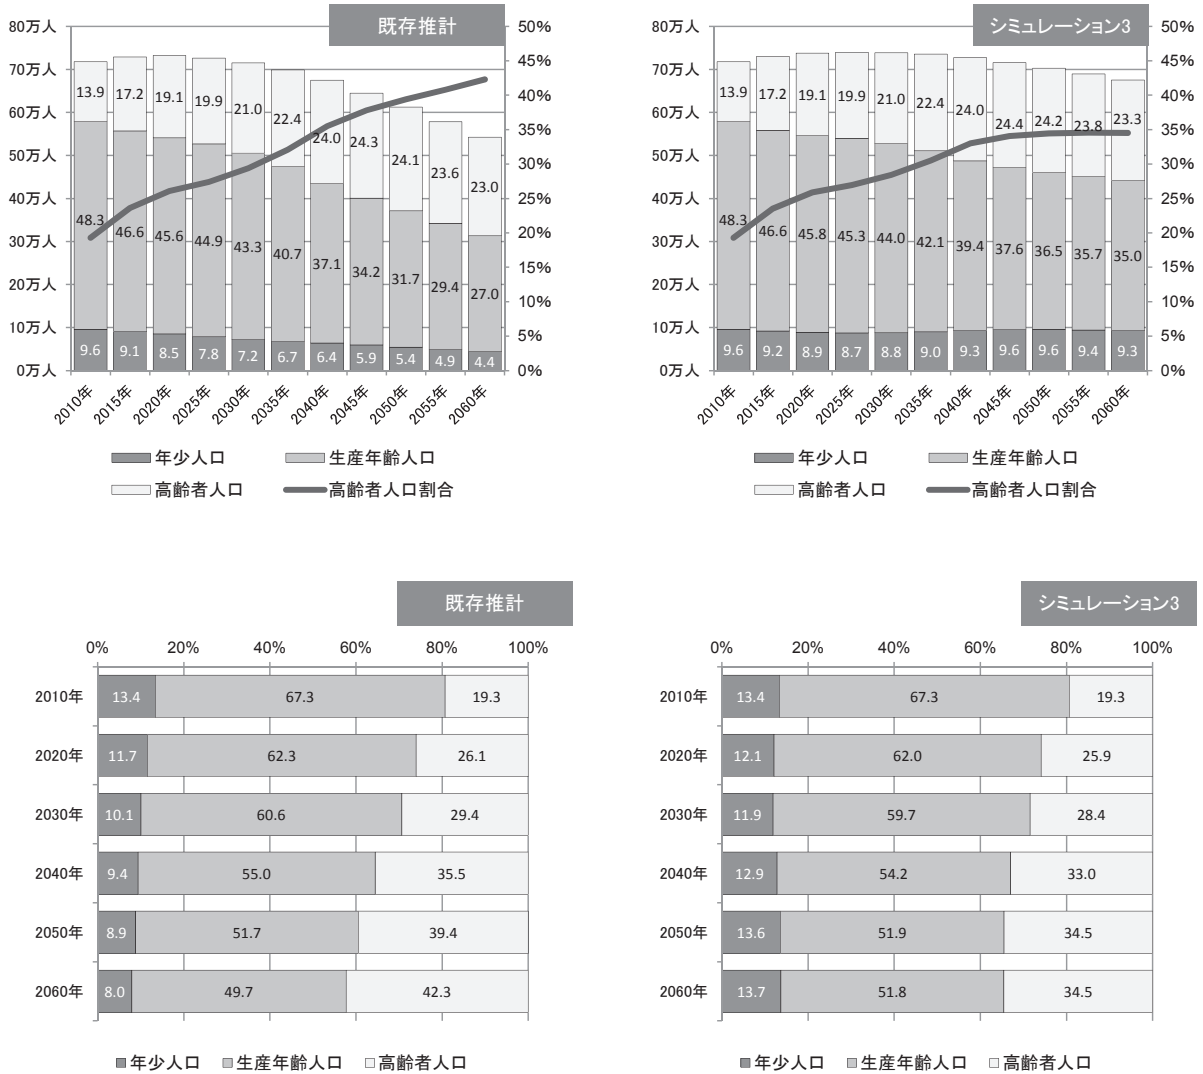 既存推計
80万人
70万人
60万人
50万人
40万人
30万人
20万人
10万人
0万人
50%
45%
40%
35%
30%
25%
20%
15%
10%
5%
0%
13.9 17.2 19.1 19.9 21.0 22.4 24.0 24.3 24.1 23.6 23.0
48.3 46.6 45.6 44.9 43.3 40.7 37.1 34.2 31.7 29.4 27.0
9.6 9.1 8.5 7.8 7.2 6.7 6.4 5.9 5.4 4.9 4.4
2010年 2015年 2020年 2025年 2030年 2035年 2040年 2045年 2050年 2055年 2060年
年少人口 生産年齢人口
高齢者人口 高齢者人口割合
シミュレーション3
80万人
70万人
60万人
50万人
40万人
30万人
20万人
10万人
0万人
50%
45%
40%
35%
30%
25%
20%
15%
10%
5%
0%
13.9 17.2 19.1 19.9 21.0 22.4 24.0 24.4 24.2 23.8 23.3
48.3 46.6 45.8 45.3 44.0 42.1 39.4 37.6 36.5 35.7 35.0
9.6 9.2 8.9 8.7 8.8 9.0 9.3 9.6 9.6 9.4 9.3
2010年 2015年 2020年 2025年 2030年 2035年 2040年 2045年 2050年 2055年 2060年
年少人口 生産年齢人口
高齢者人口 高齢者人口割合
既存推計
0% 20% 40% 60% 80% 100%
2010年 13.4 67.3 19.3
2020年 11.7 62.3 26.1
2030年 10.1 60.6 29.4
2040年 9.4 55.0 35.5
2050年 8.9 51.7 39.4
2060年 8.0 49.7 42.3
年少人口 生産年齢人口 高齢者人口
シミュレーション3
0% 20% 40% 60% 80% 100%
2010年 13.4 67.3 19.3
2020年 12.1 62.0 25.9
2030年 11.9 59.7 28.4
2040年 12.9 54.2 33.0
2050年 13.6 51.9 34.5
2060年 13.7 51.8 34.5
年少人口 生産年齢人口 高齢者人口